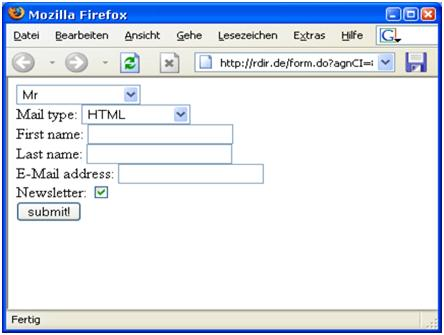 Mozilla Firefox
Datei Bearbeiten Ansicht Gehe Lesezeichen Extras Hilfe G
http://rdir.de/form.do?agnCI=
Mr
Mail type: HTML
First name:
Last name:
E-Mail address:
Newsletter:
submit!
Fertig